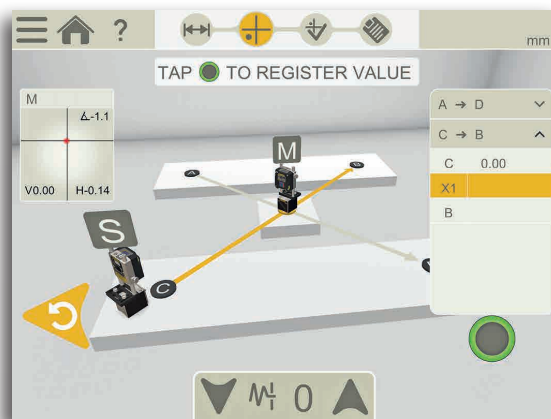 ?
mm
TAP TO REGISTER VALUE
M
∡-1.1
V0.00 H-0.14
A → D
C → B
C 0.00
X1
B
M
A
B
S
C
0